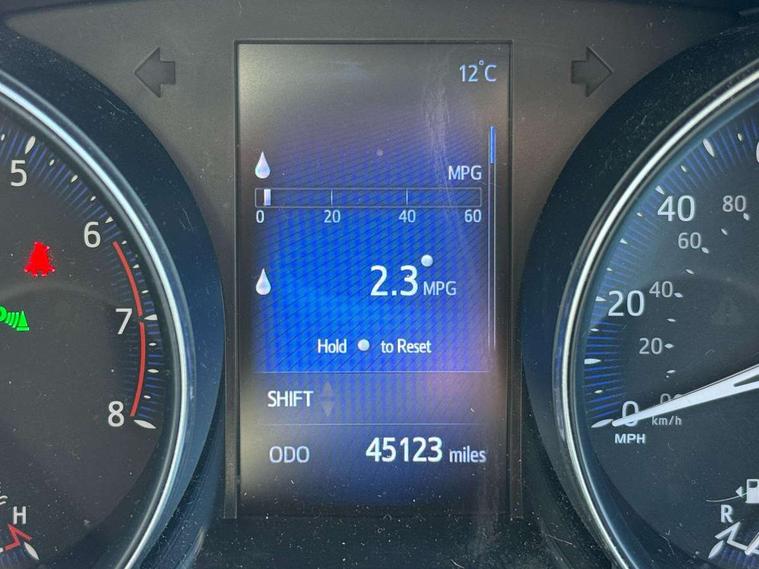 12°C
MPG
0 20 40 60
2.3 MPG
Hold to Reset
SHIFT
ODO 45123 miles
5
6
7
8
H
40 80
60
20 40
20
0
km/h
MPH
R